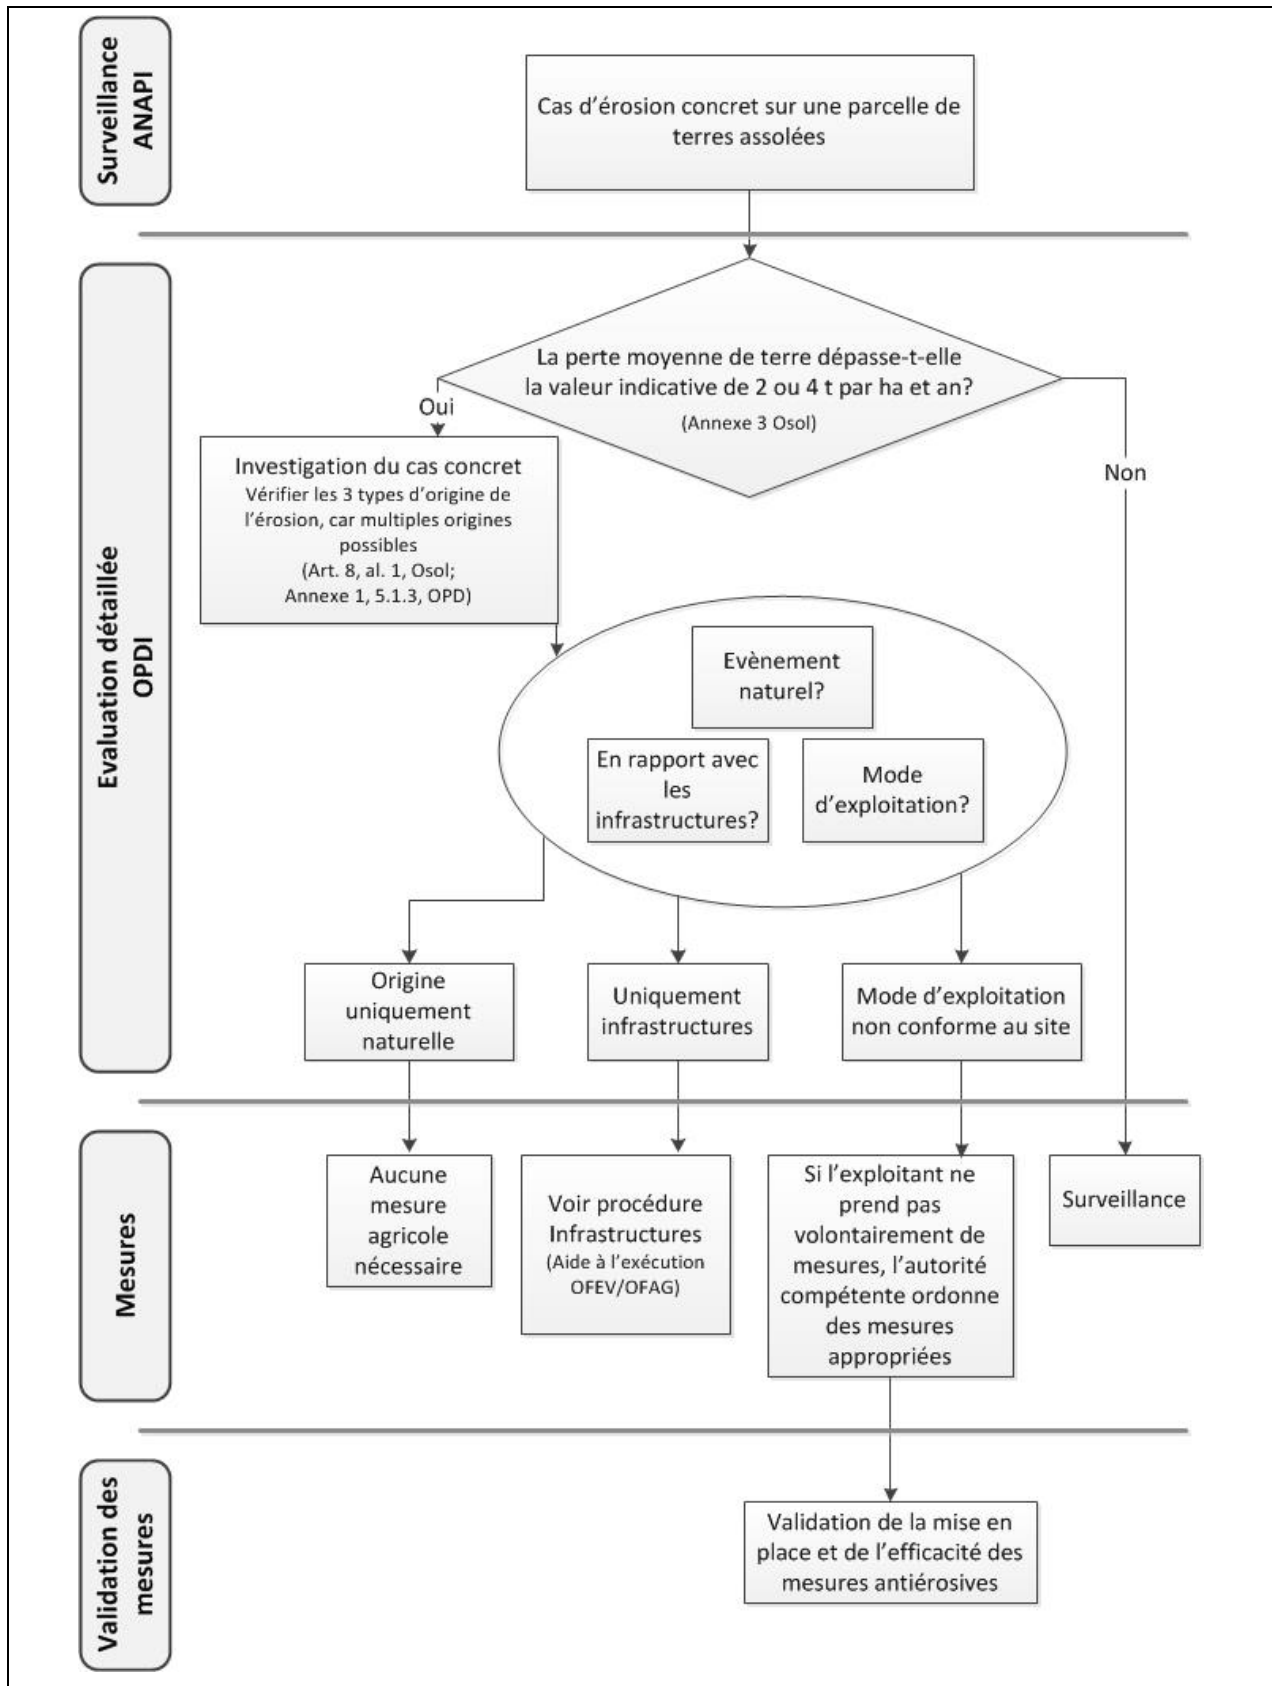 Surveillance
ANAPI
Cas d'érosion concret sur une parcelle de
terres assolées
Evaluation détaillée
OPDI
La perte moyenne de terre dépasse-t-elle
la valeur indicative de 2 ou 4 t par ha et an?
(Annexe 3 Osol)
Oui
Non
Investigation du cas concret
Vérifier les 3 types d'origine de
l'érosion, car multiples origines
possibles
(Art. 8, al. 1, Osol;
Annexe 1, 5.1.3, OPD)
Evènement
naturel?
En rapport avec
les
infrastructures?
Mode
d'exploitation?
Origine
uniquement
naturelle
Uniquement
infrastructures
Mode d'exploitation
non conforme au site
Mesures
Aucune
mesure
agricole
nécessaire
Voir procédure
Infrastructures
(Aide à l'exécution
OFEV/OFAG)
Si l'exploitant ne
prend pas
volontairement de
mesures, l'autorité
compétente ordonne
des mesures
appropriées
Surveillance
Validation des
mesures
Validation de la mise en
place et de l'efficacité des
mesures antiérosives